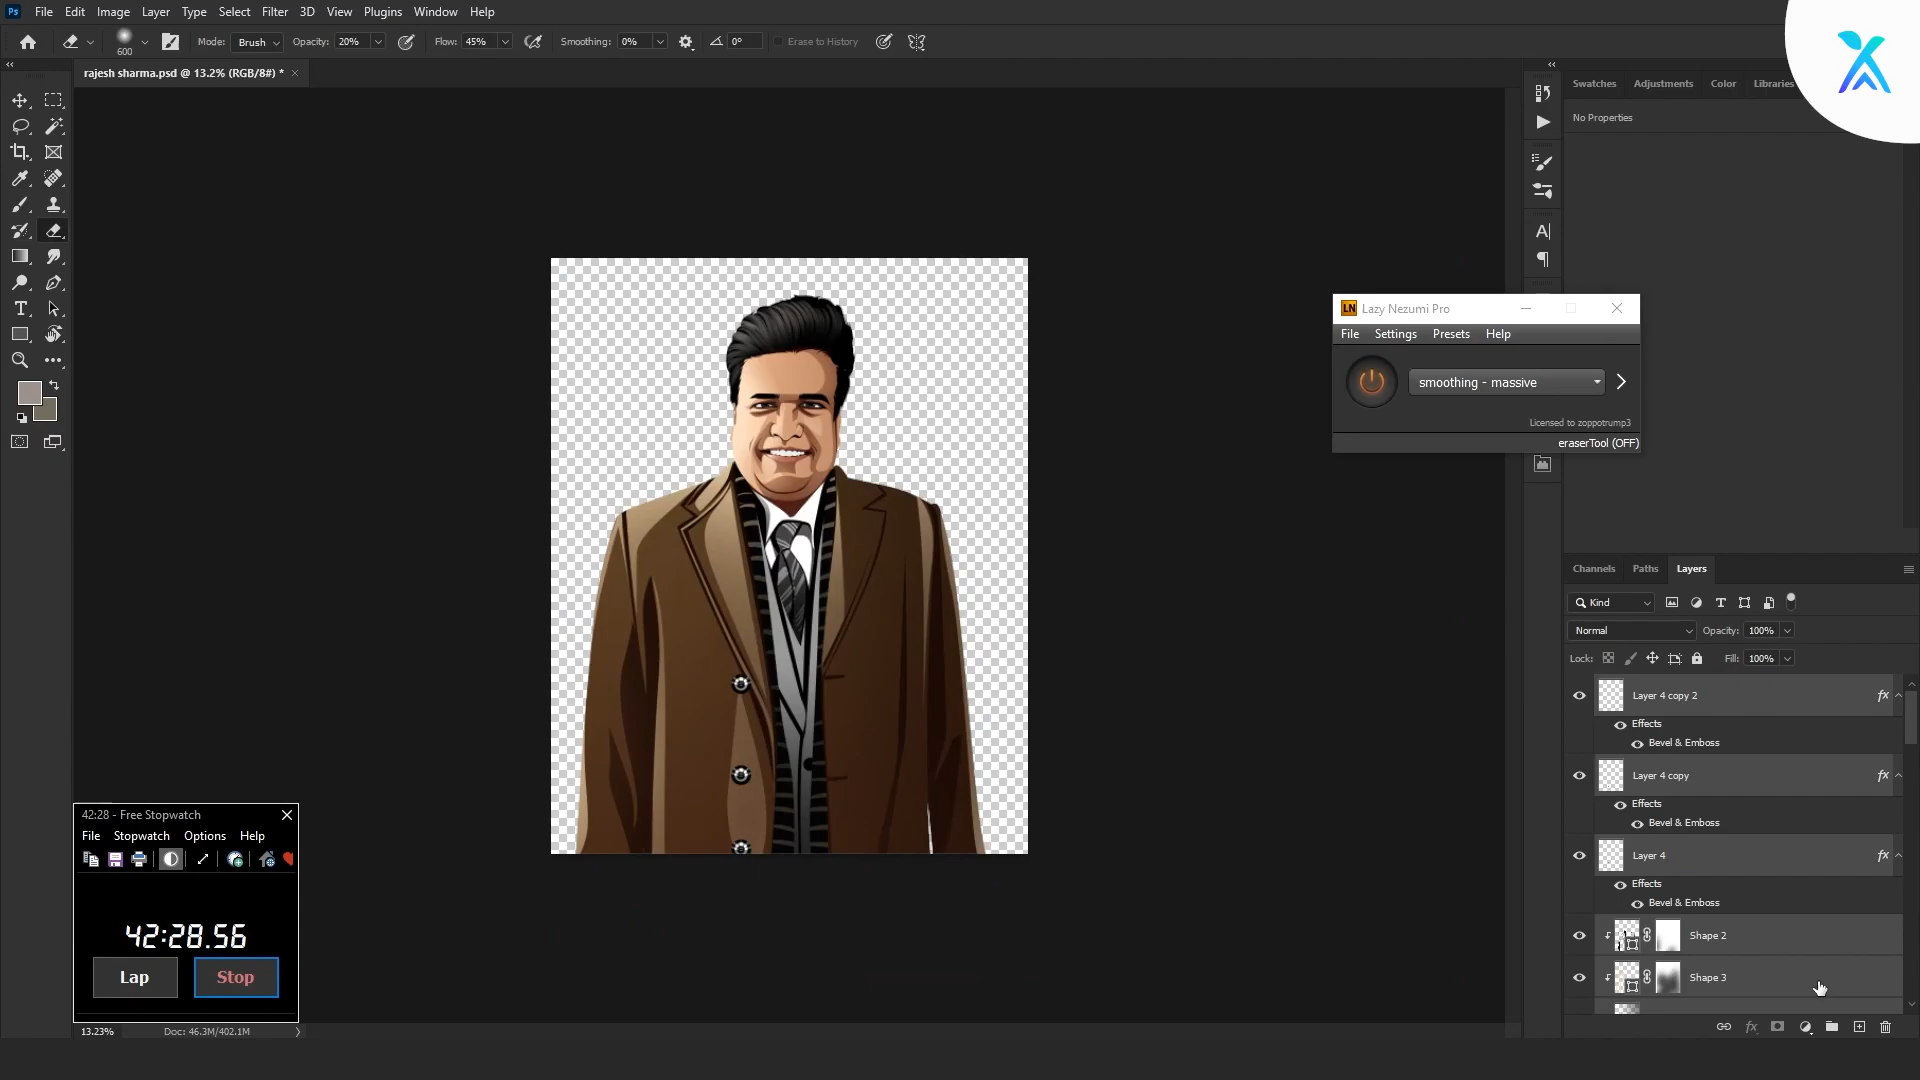 Ps File Edit Image Layer Type Select Filter 3D View Plugins Window Help
600 Mode: Brush Opacity: 20% Flow: 45% Smoothing: 0% 0° Erase to History
rajesh sharma.psd @ 13.2% (RGB/8#) *
Swatches Adjustments Color Libraries
No Properties
LN Lazy Nezumi Pro
File Settings Presets Help
smoothing - massive
Licensed to zoppotrump3
eraserTool (OFF)
Channels Paths Layers
Kind
Normal Opacity: 100%
Lock: Fill: 100%
Layer 4 copy 2 fx
Effects
Bevel & Emboss
Layer 4 copy fx
Effects
Bevel & Emboss
Layer 4 fx
Effects
Bevel & Emboss
Shape 2
Shape 3
fx
42:28 - Free Stopwatch
File Stopwatch Options Help
42:28.56
Lap Stop
13.23% Doc: 46.3M/402.1M